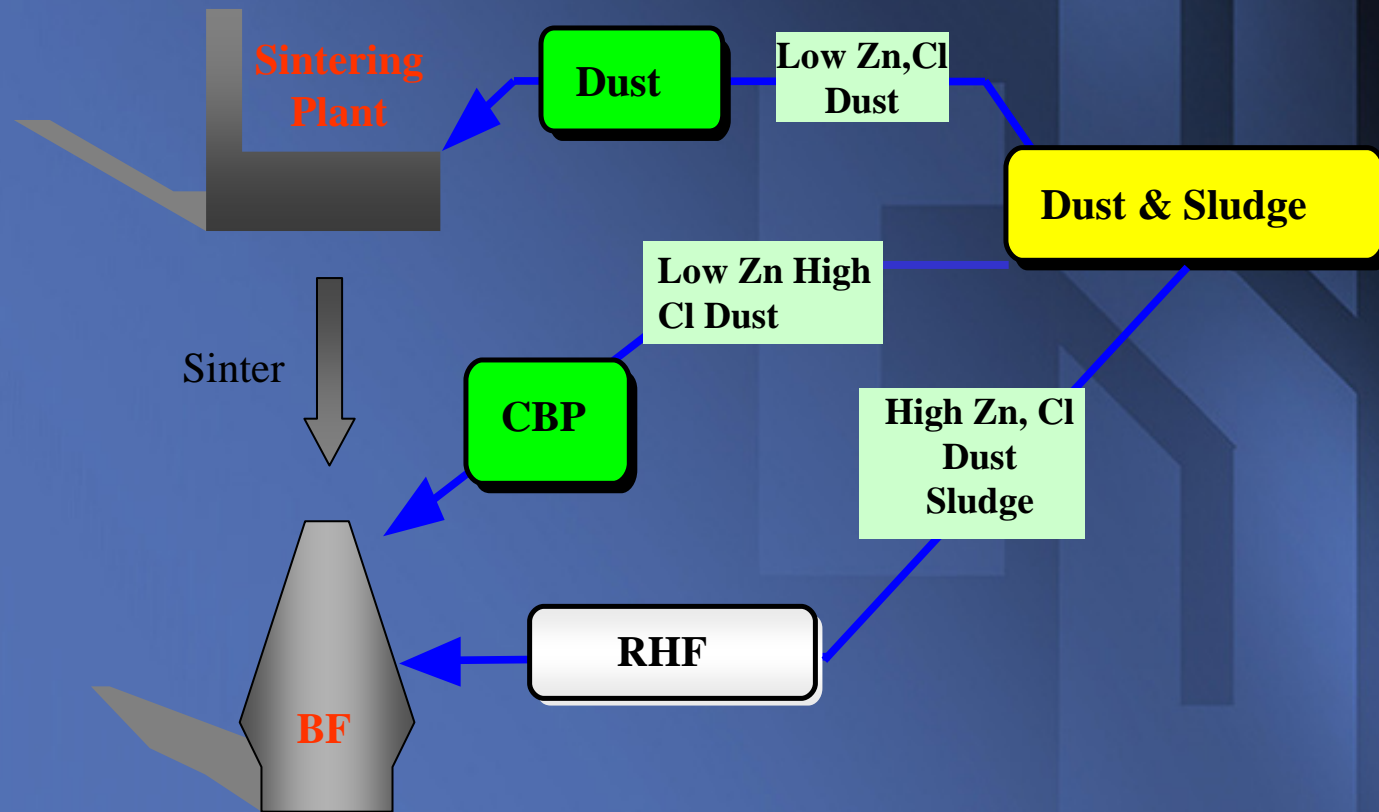 Sintering
Plant
Dust
Low Zn,Cl
Dust
Dust & Sludge
Low Zn High
Cl Dust
Sinter
CBP
High Zn, Cl
Dust
Sludge
RHF
BF